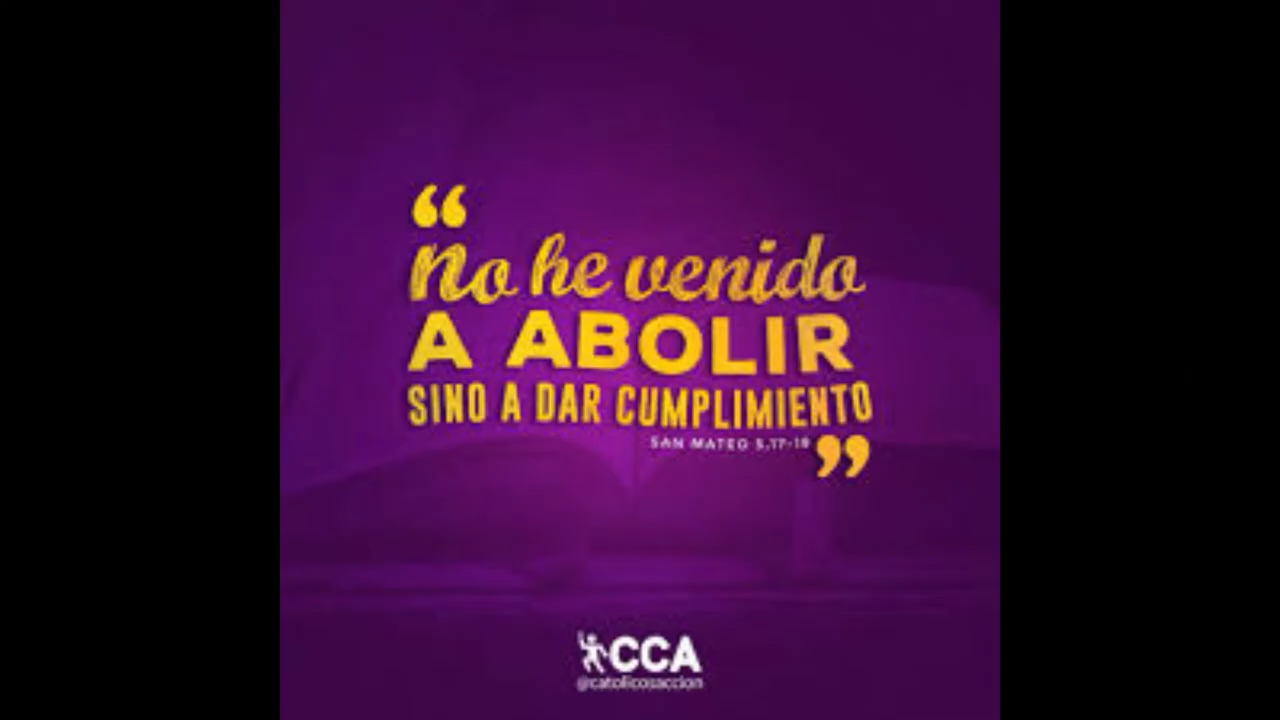 “
No he venido
A ABOLIR
SINO A DAR CUMPLIMIENTO
SAN MATEO 5,17-19
”
CCA
@catolicosaccion